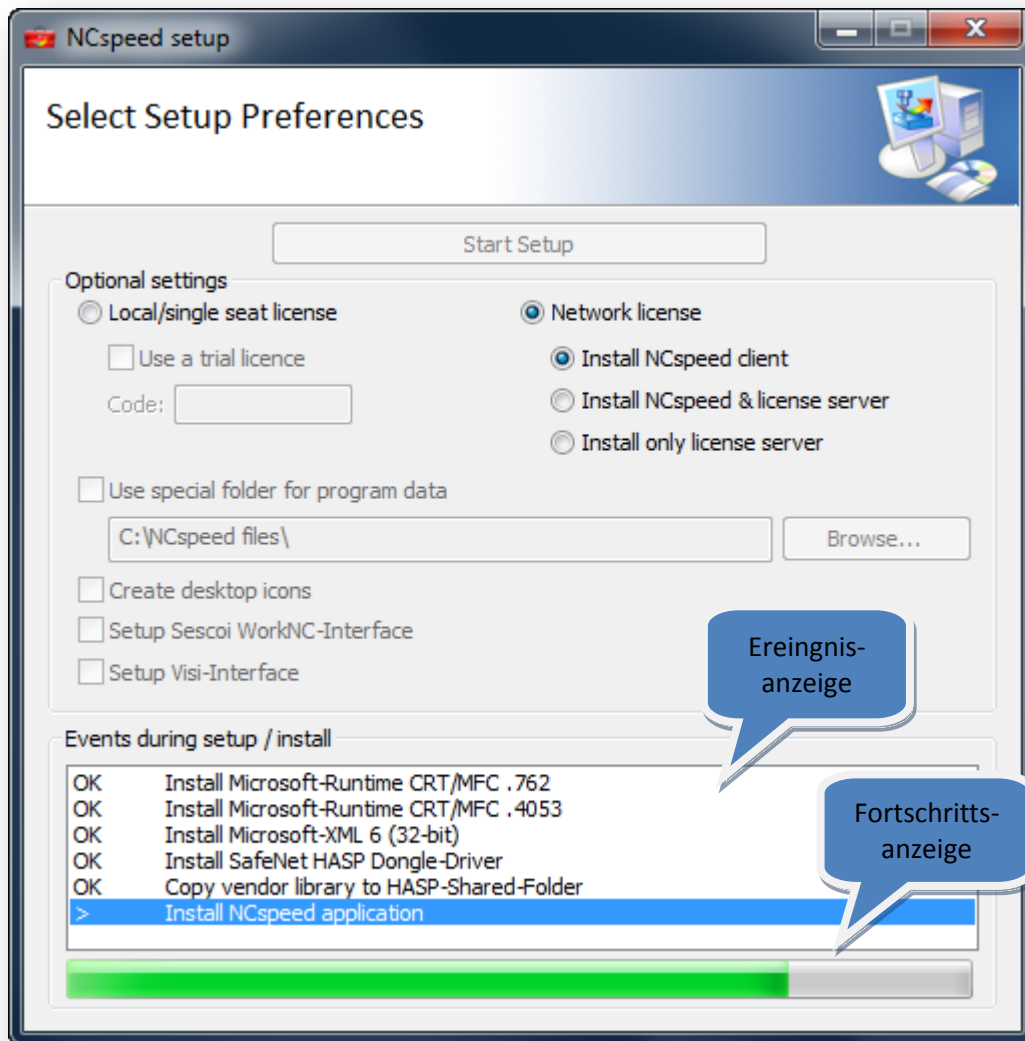 NCspeed setup
Select Setup Preferences
Start Setup
Optional settings
Local/single seat license
Network license
Use a trial licence
Install NCspeed client
Code:
Install NCspeed & license server
Install only license server
Use special folder for program data
C:\NCspeed files\
Browse...
Create desktop icons
Setup Sescoi WorkNC-Interface
Setup Visi-Interface
Ereingnis-
anzeige
Events during setup / install
OK Install Microsoft-Runtime CRT/MFC .762
OK Install Microsoft-Runtime CRT/MFC .4053
OK Install Microsoft-XML 6 (32-bit)
OK Install SafeNet HASP Dongle-Driver
OK Copy vendor library to HASP-Shared-Folder
> Install NCspeed application
Fortschritts-
anzeige